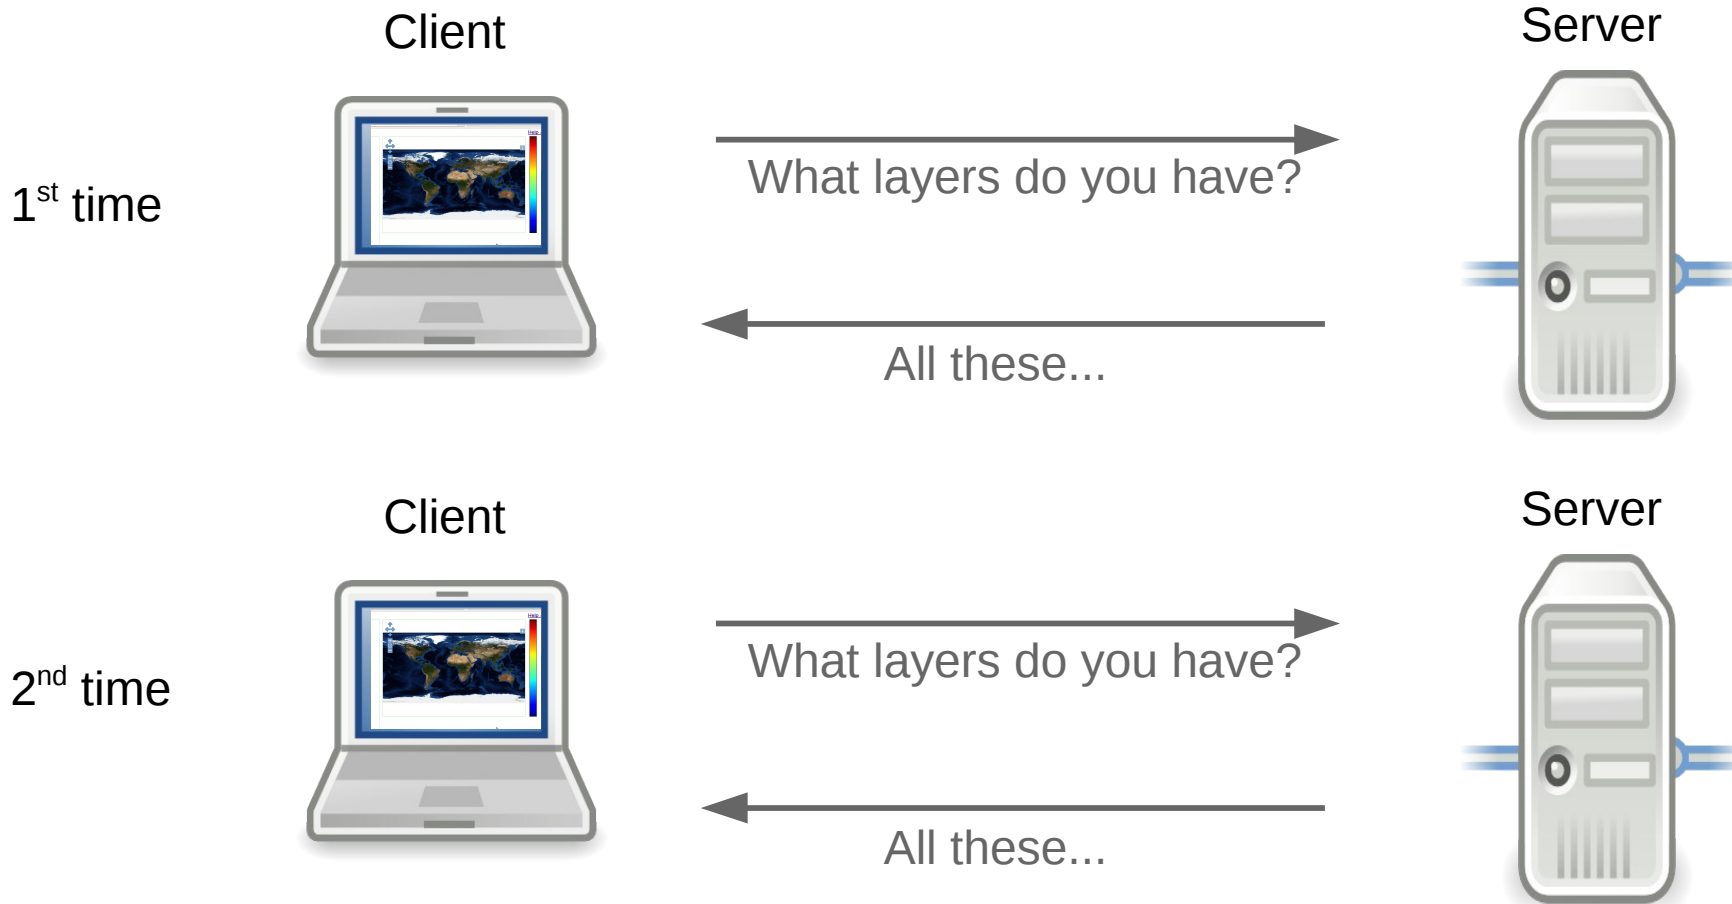 Client
Server
1st time
What layers do you have?
All these...
Client
Server
2nd time
What layers do you have?
All these...